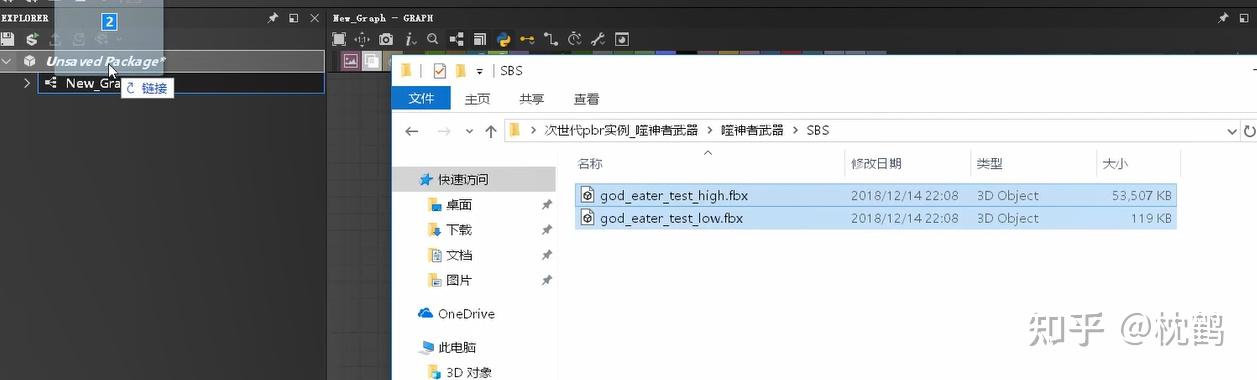 EXPLORER
New_Graph — GRAPH
2
Unsaved Package*
New_Gra
链接
SBS
文件 主页 共享 查看
次世代pbr实例_噬神者武器 > 噬神者武器 > SBS
名称 修改日期 类型 大小
快速访问
god_eater_test_high.fbx 2018/12/14 22:08 3D Object 53,507 KB
桌面
god_eater_test_low.fbx 2018/12/14 22:08 3D Object 119 KB
下载
文档
图片
OneDrive
此电脑
3D 对象
知乎 @枕鹤